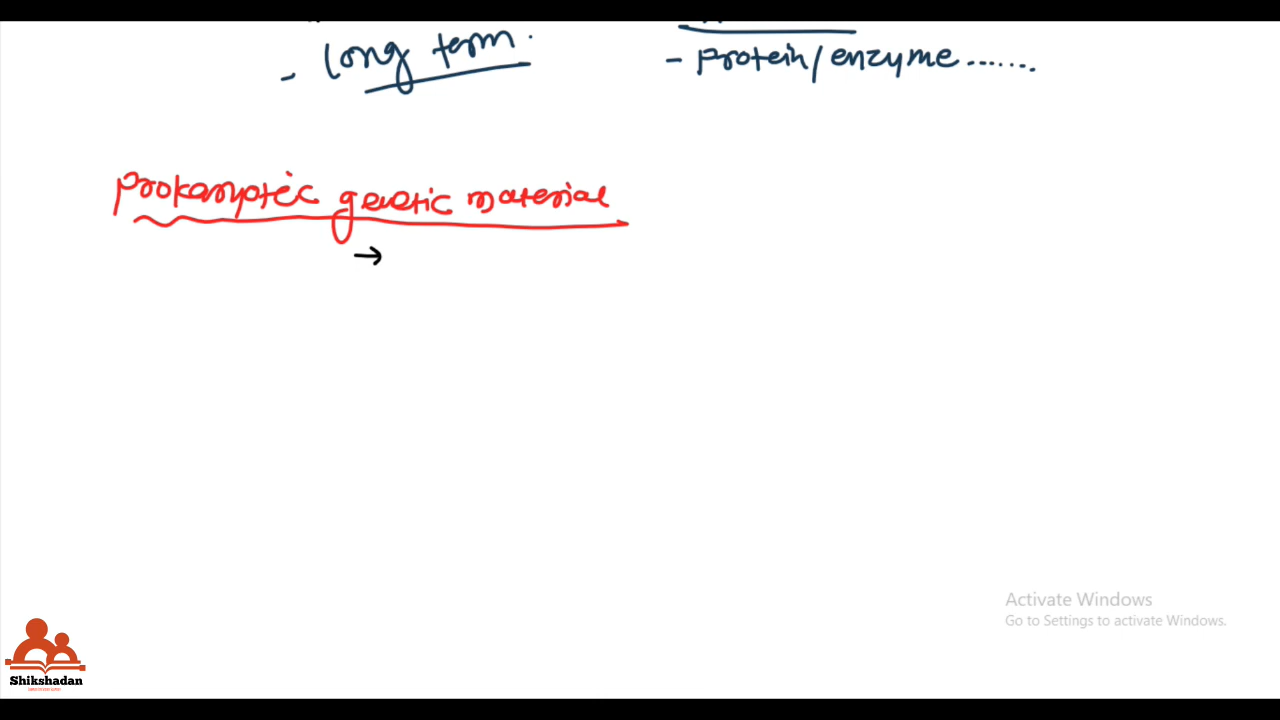 - long term.
- protein/enzyme.......
prokaryotic genetic material
→
Activate Windows
Go to Settings to activate Windows.
Shikshadan